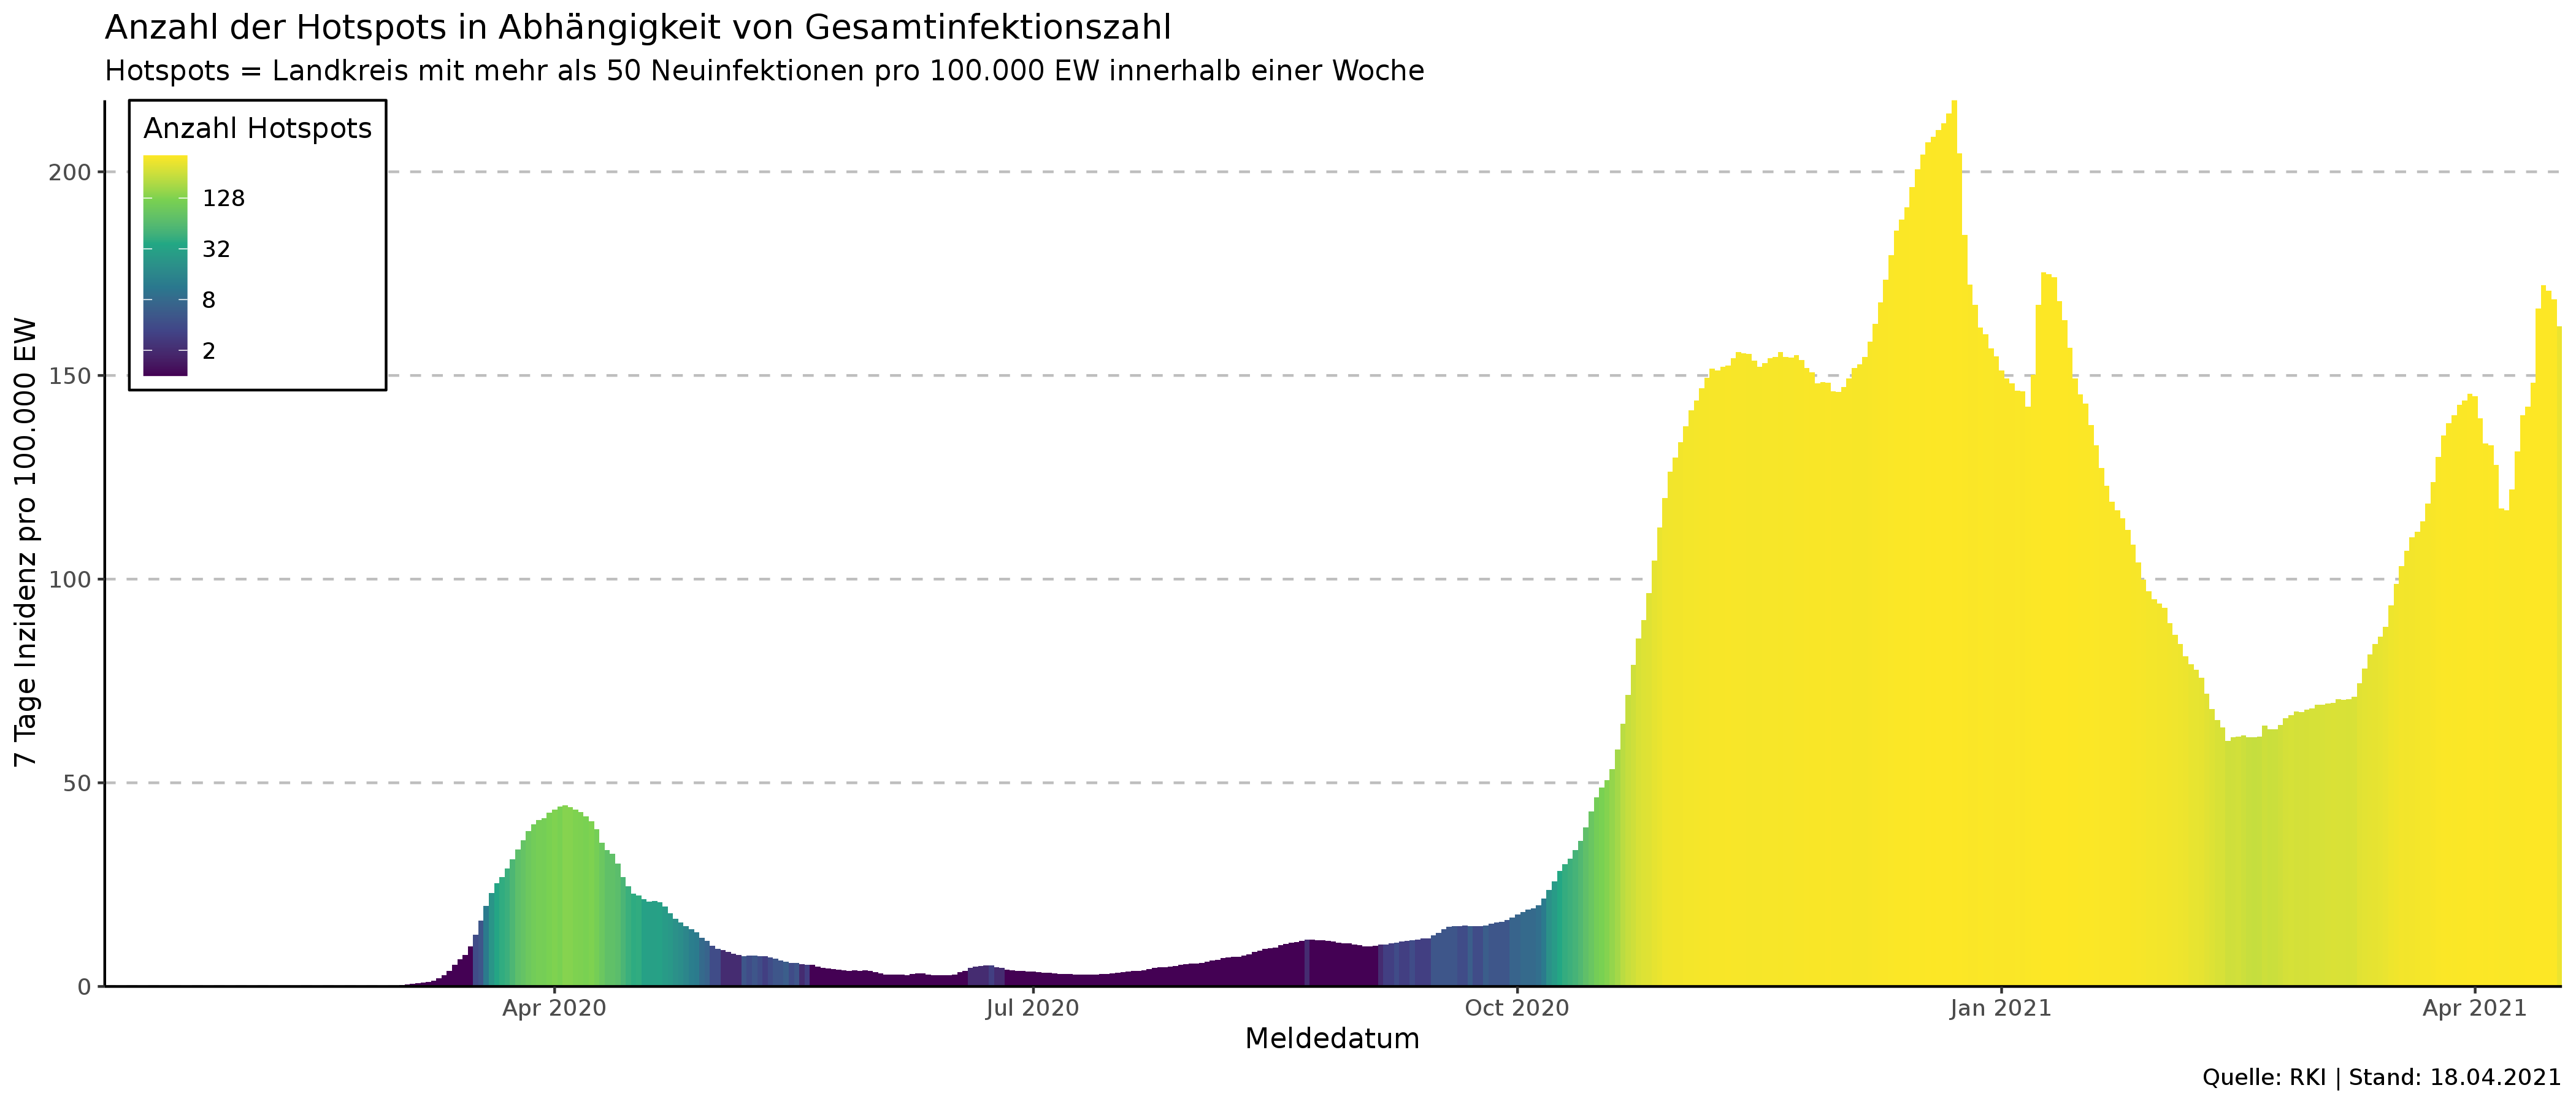 Anzahl der Hotspots in Abhängigkeit von Gesamtinfektionszahl
Hotspots = Landkreis mit mehr als 50 Neuinfektionen pro 100.000 EW innerhalb einer Woche
Anzahl Hotspots
128
32
8
2
7 Tage Inzidenz pro 100.000 EW
200
150
100
50
0
Apr 2020 Jul 2020 Oct 2020 Jan 2021 Apr 2021
Meldedatum
Quelle: RKI | Stand: 18.04.2021